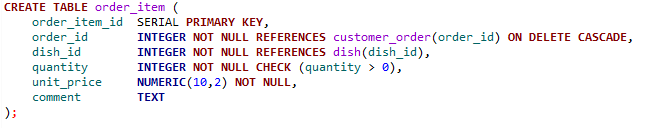 CREATE TABLE order_item (
    order_item_id  SERIAL PRIMARY KEY,
    order_id       INTEGER NOT NULL REFERENCES customer_order(order_id) ON DELETE CASCADE,
    dish_id        INTEGER NOT NULL REFERENCES dish(dish_id),
    quantity       INTEGER NOT NULL CHECK (quantity > 0),
    unit_price     NUMERIC(10,2) NOT NULL,
    comment        TEXT
);